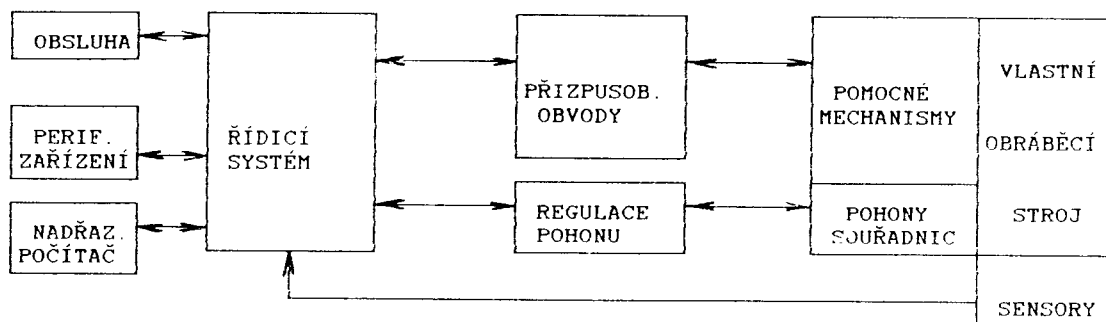 OBSLUHA
PERIF.
ZAŘÍZENÍ
NADŘAZ.
POČÍTAČ
ŘÍDICÍ
SYSTÉM
PŘIZPUSOB.
OBVODY
REGULACE
POHONU
POMOCNÉ
MECHANISMY
POHONY
SOUŘADNIC
VLASTNÍ
OBRÁBĚCÍ
STROJ
SENSORY